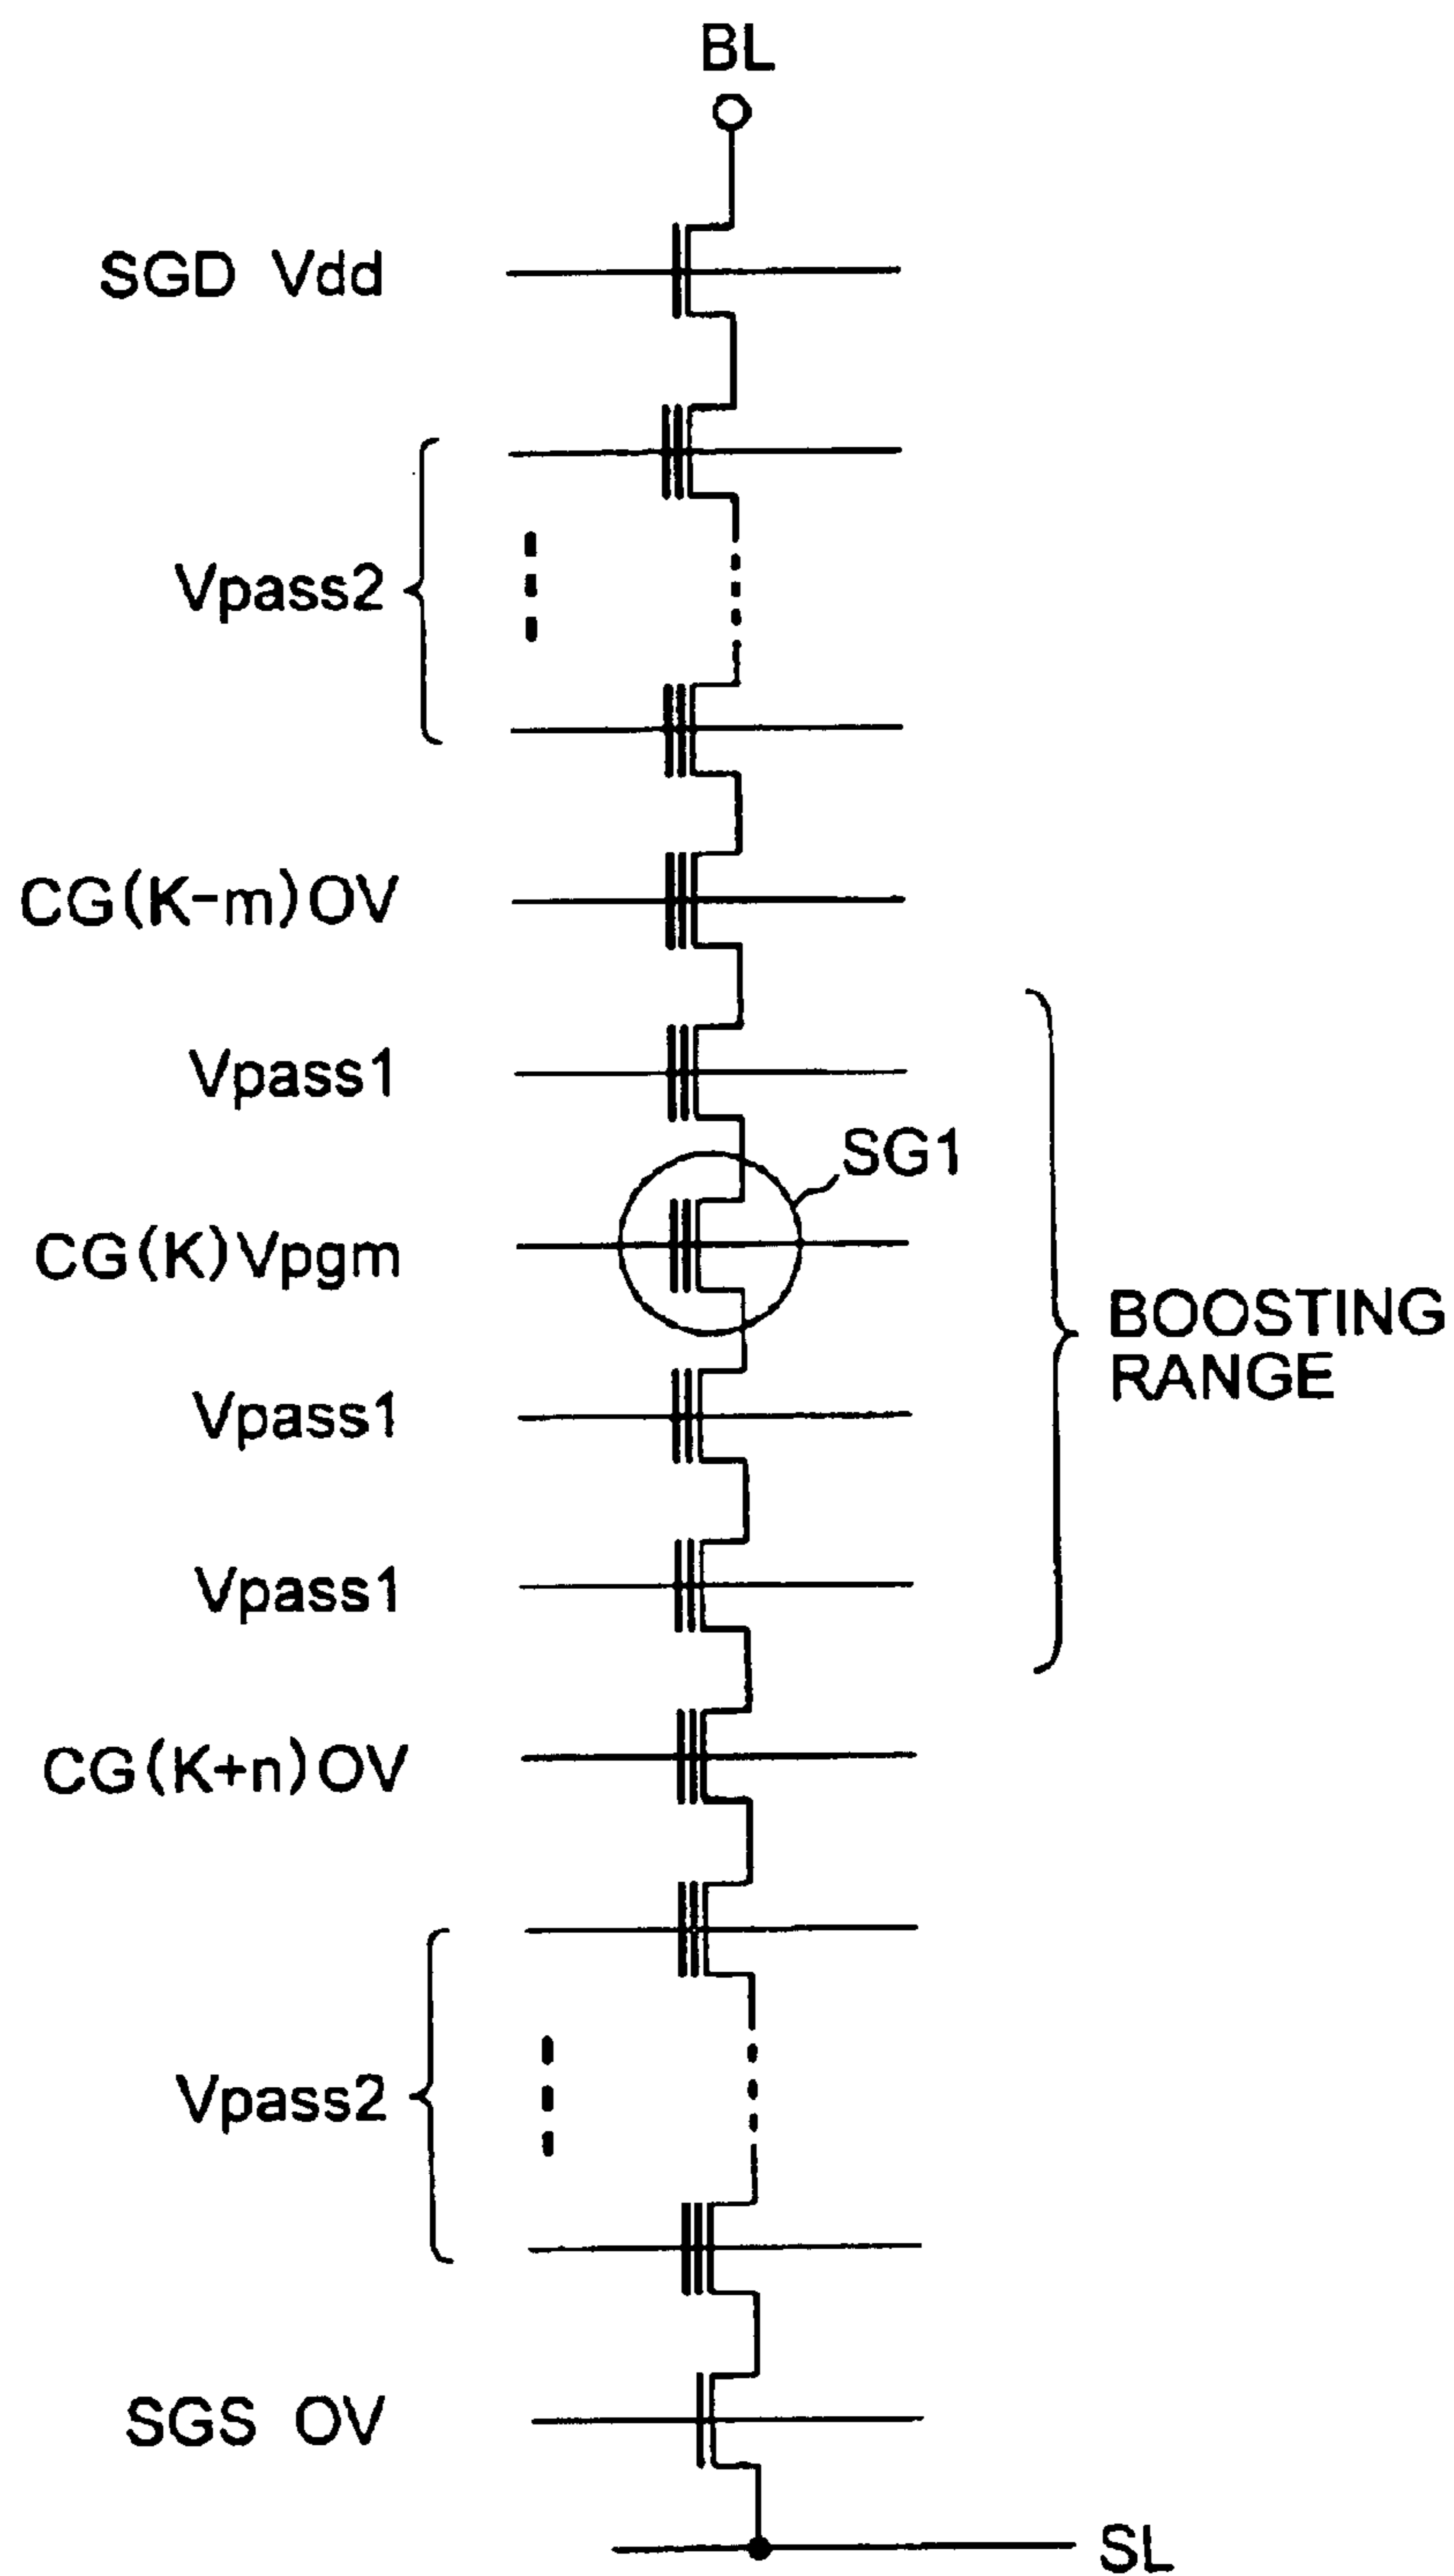 BL
SGD Vdd
Vpass2
CG(K-m)0V
Vpass1
SG1
CG(K)Vpgm
BOOSTING
RANGE
Vpass1
Vpass1
CG(K+n)0V
Vpass2
SGS 0V
SL